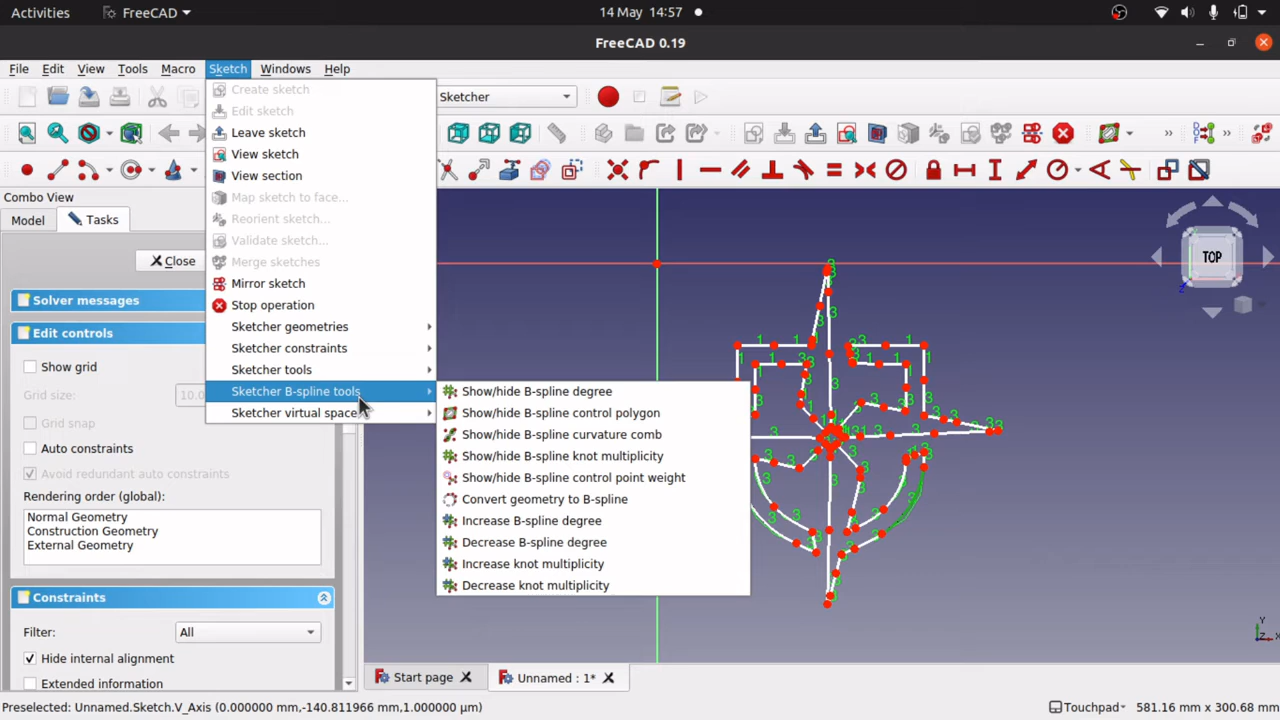 Activities
FreeCAD
14 May 14:57
FreeCAD 0.19
File Edit View Tools Macro Sketch Windows Help
Create sketch
Edit sketch
Leave sketch
View sketch
View section
Map sketch to face...
Reorient sketch...
Validate sketch...
Merge sketches
Mirror sketch
Stop operation
Sketcher geometries
Sketcher constraints
Sketcher tools
Sketcher B-spline tools
Sketcher virtual space
Show/hide B-spline degree
Show/hide B-spline control polygon
Show/hide B-spline curvature comb
Show/hide B-spline knot multiplicity
Show/hide B-spline control point weight
Convert geometry to B-spline
Increase B-spline degree
Decrease B-spline degree
Increase knot multiplicity
Decrease knot multiplicity
Sketcher
Combo View
Model
Tasks
Close
Solver messages
Edit controls
Show grid
Grid size:
Grid snap
Auto constraints
Avoid redundant auto constraints
Rendering order (global):
Normal Geometry
Construction Geometry
External Geometry
Constraints
Filter: All
Hide internal alignment
Extended information
TOP
Start page
Unnamed : 1*
Preselected: Unnamed.Sketch.V_Axis (0.000000 mm,-140.811966 mm,1.000000 µm)
Touchpad
581.16 mm x 300.68 mm